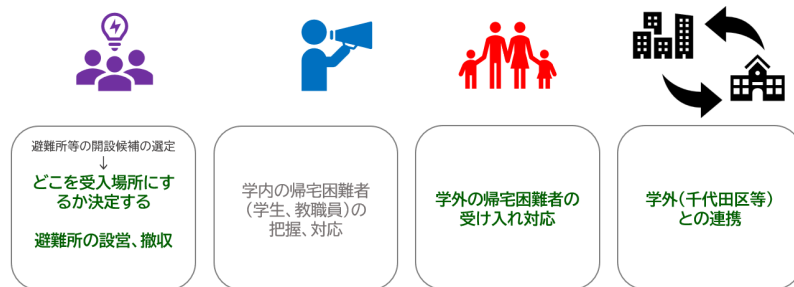 避難所等の開設候補の選定
↓
どこを受入場所にす
るか決定する
避難所の設営、撤収
学内の帰宅困難者
(学生、教職員)の
把握、対応
学外の帰宅困難者の
受け入れ対応
学外(千代田区等)
との連携